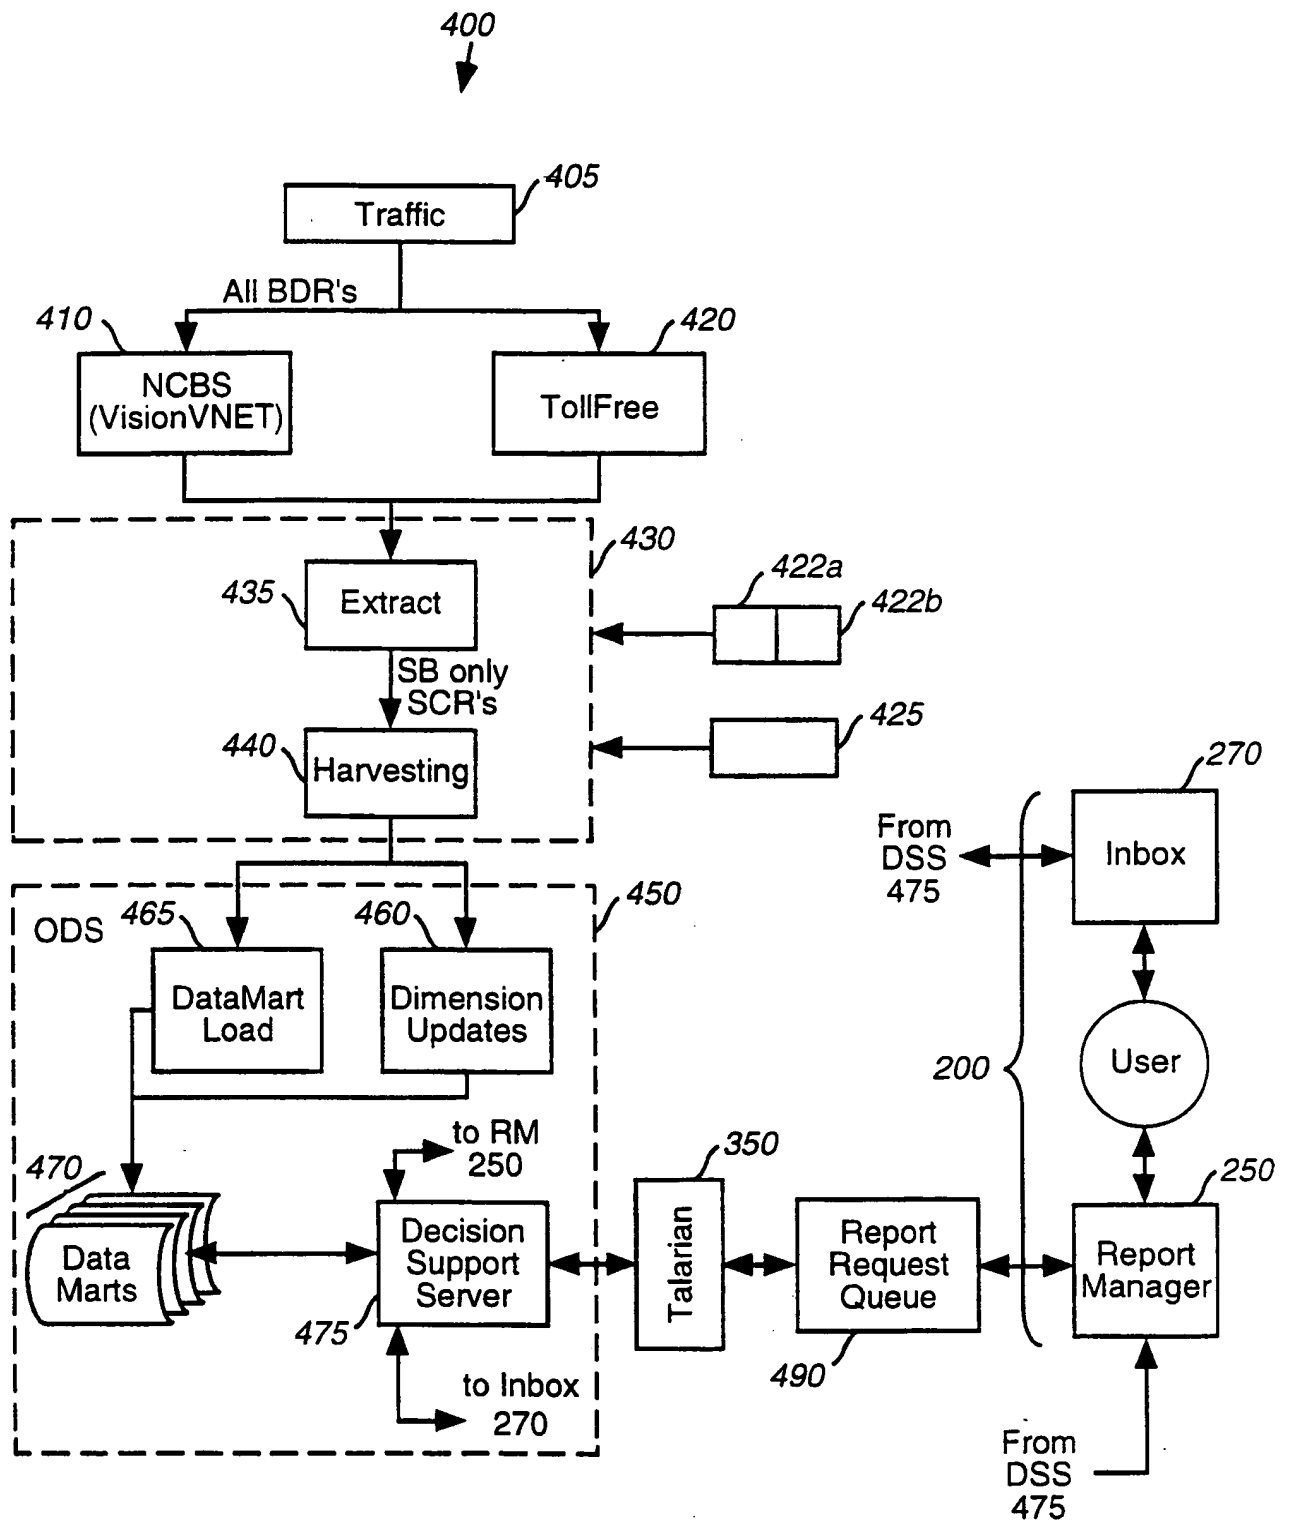 400
405
Traffic
All BDR's
410
420
NCBS
(VisionVNET)
TollFree
430
422a
435
Extract
422b
SB only
SCR's
425
440
Harvesting
270
From
DSS
475
Inbox
450
465
460
ODS
DataMart
Load
Dimension
Updates
User
200
to RM
250
350
470
250
Data
Marts
Decision
Support
Server
Talarian
Report
Request
Queue
Report
Manager
475
490
to Inbox
270
From
DSS
475